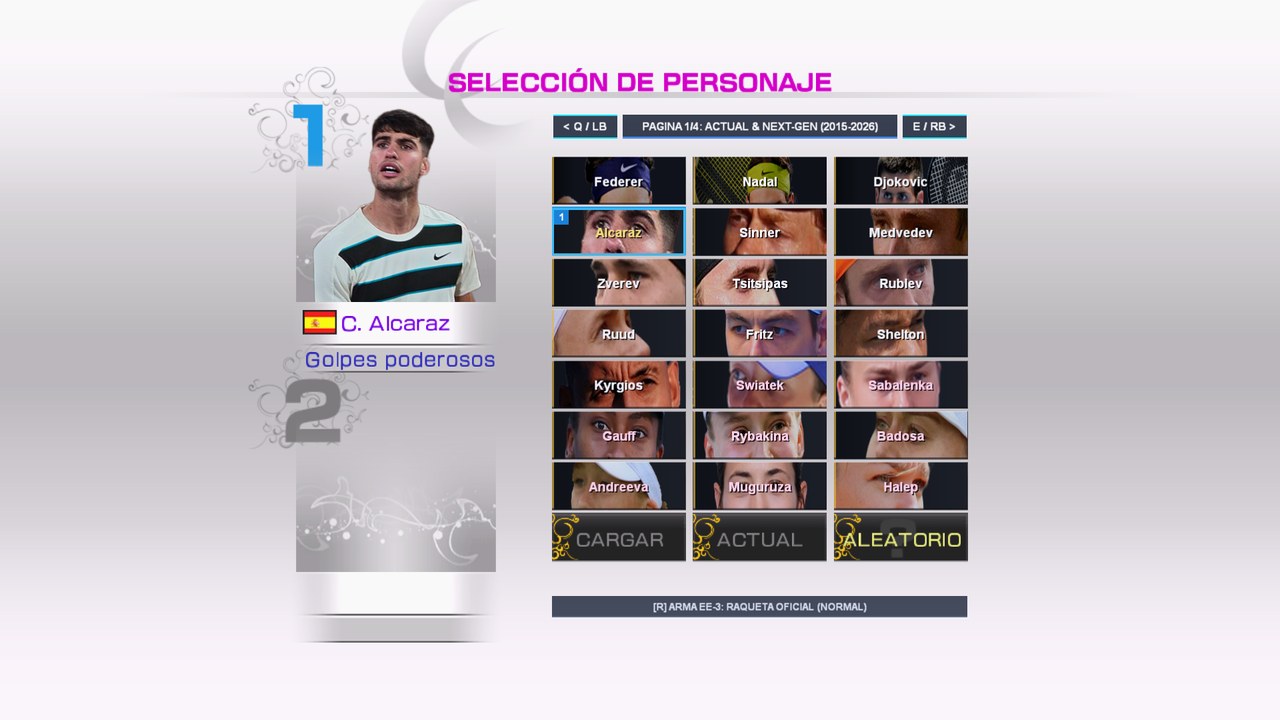 SELECCIÓN DE PERSONAJE
1
< Q / LB
PAGINA 1/4: ACTUAL & NEXT-GEN (2015-2026)
E / RB >
Federer
Nadal
Djokovic
1
Alcaraz
Sinner
Medvedev
Zverev
Tsitsipas
Rublev
C. Alcaraz
Ruud
Fritz
Shelton
Golpes poderosos
2
Kyrgios
Swiatek
Sabalenka
Gauff
Rybakina
Badosa
Andreeva
Muguruza
Halep
CARGAR
ACTUAL
?
ALEATORIO
[R] ARMA EE-3: RAQUETA OFICIAL (NORMAL)